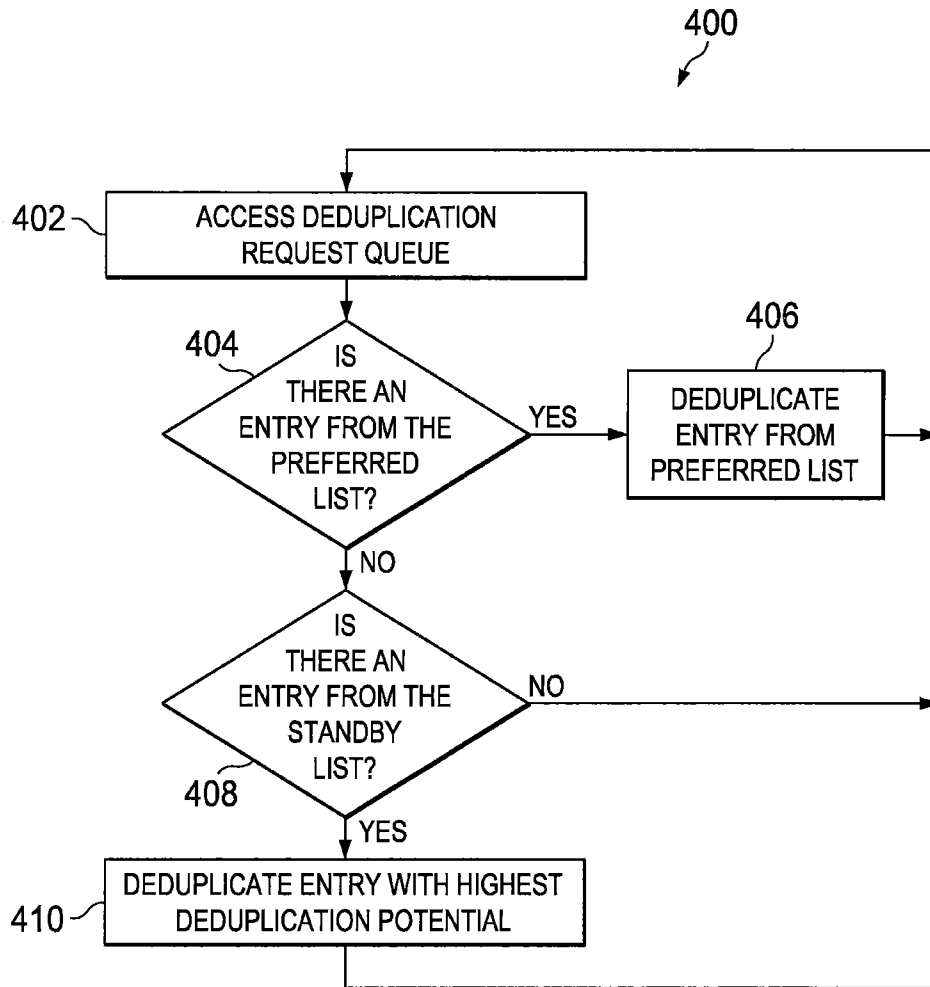 400
402
ACCESS DEDUPLICATION
REQUEST QUEUE
404
IS
THERE AN
ENTRY FROM THE
PREFERRED
LIST?
YES
406
DEDUPLICATE
ENTRY FROM
PREFERRED LIST
NO
IS
THERE AN
ENTRY FROM THE
STANDBY
LIST?
NO
408
YES
410
DEDUPLICATE ENTRY WITH HIGHEST
DEDUPLICATION POTENTIAL